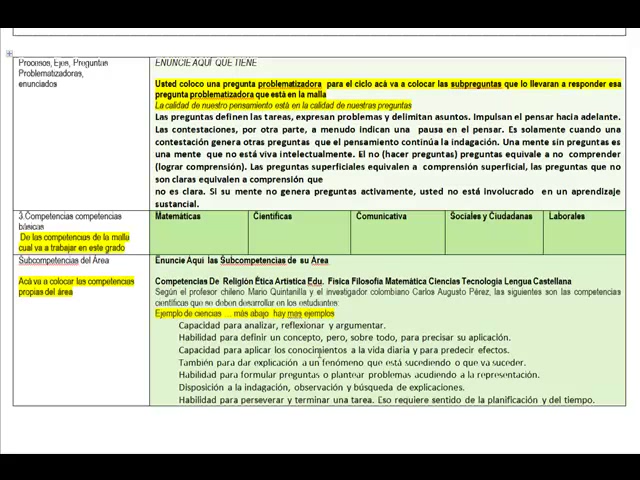 Procesos, Ejes, Preguntas
Problematizadoras,
enunciados
ENUNCIE AQUÍ QUE TIENE
Usted coloco una pregunta problematizadora para el ciclo acá va a colocar las subpreguntas que lo llevaran a responder esa
pregunta problematizadora que está en la malla
La calidad de nuestro pensamiento está en la calidad de nuestras preguntas
Las preguntas definen las tareas, expresan problemas y delimitan asuntos. Impulsan el pensar hacia adelante.
Las contestaciones, por otra parte, a menudo indican una pausa en el pensar. Es solamente cuando una
contestación genera otras preguntas que el pensamiento continúa la indagación. Una mente sin preguntas es
una mente que no está viva intelectualmente. El no (hacer preguntas) preguntas equivale a no comprender
(lograr comprensión). Las preguntas superficiales equivalen a comprensión superficial, las preguntas que no
son claras equivalen a comprensión que
no es clara. Si su mente no genera preguntas activamente, usted no está involucrado en un aprendizaje
sustancial.
3.Competencias competencias
básicas
De las competencias de la malla
cual va a trabajar en este grado
Matemáticas
Científicas
Comunicativa
Sociales y Ciudadanas
Laborales
Subcompetencias del Área
Acá va a colocar las competencias
propias del área
Enuncie Aqui las Subcompetencias de su Area
Competencias De Religión Ética Artística Edu. Física Filosofía Matemática Ciencias Tecnología Lengua Castellana
Según el profesor chileno Mario Quintanilla y el investigador colombiano Carlos Augusto Pérez, las siguientes son las competencias
científicas que no deben desarrollar en los estudiantes
Ejemplo de ciencias ... más abajo hay mas ejemplos
Capacidad para analizar, reflexionar y argumentar.
Habilidad para definir un concepto, pero, sobre todo, para precisar su aplicación.
Capacidad para aplicar los conocimientos a la vida diaria y para predecir efectos.
También para dar explicación a un fenómeno que está sucediendo o que va suceder.
Habilidad para formular preguntas o plantear problemas acudiendo a la representación.
Disposición a la indagación, observación y búsqueda de explicaciones.
Habilidad para perseverar y terminar una tarea. Eso requiere sentido de la planificación y del tiempo.